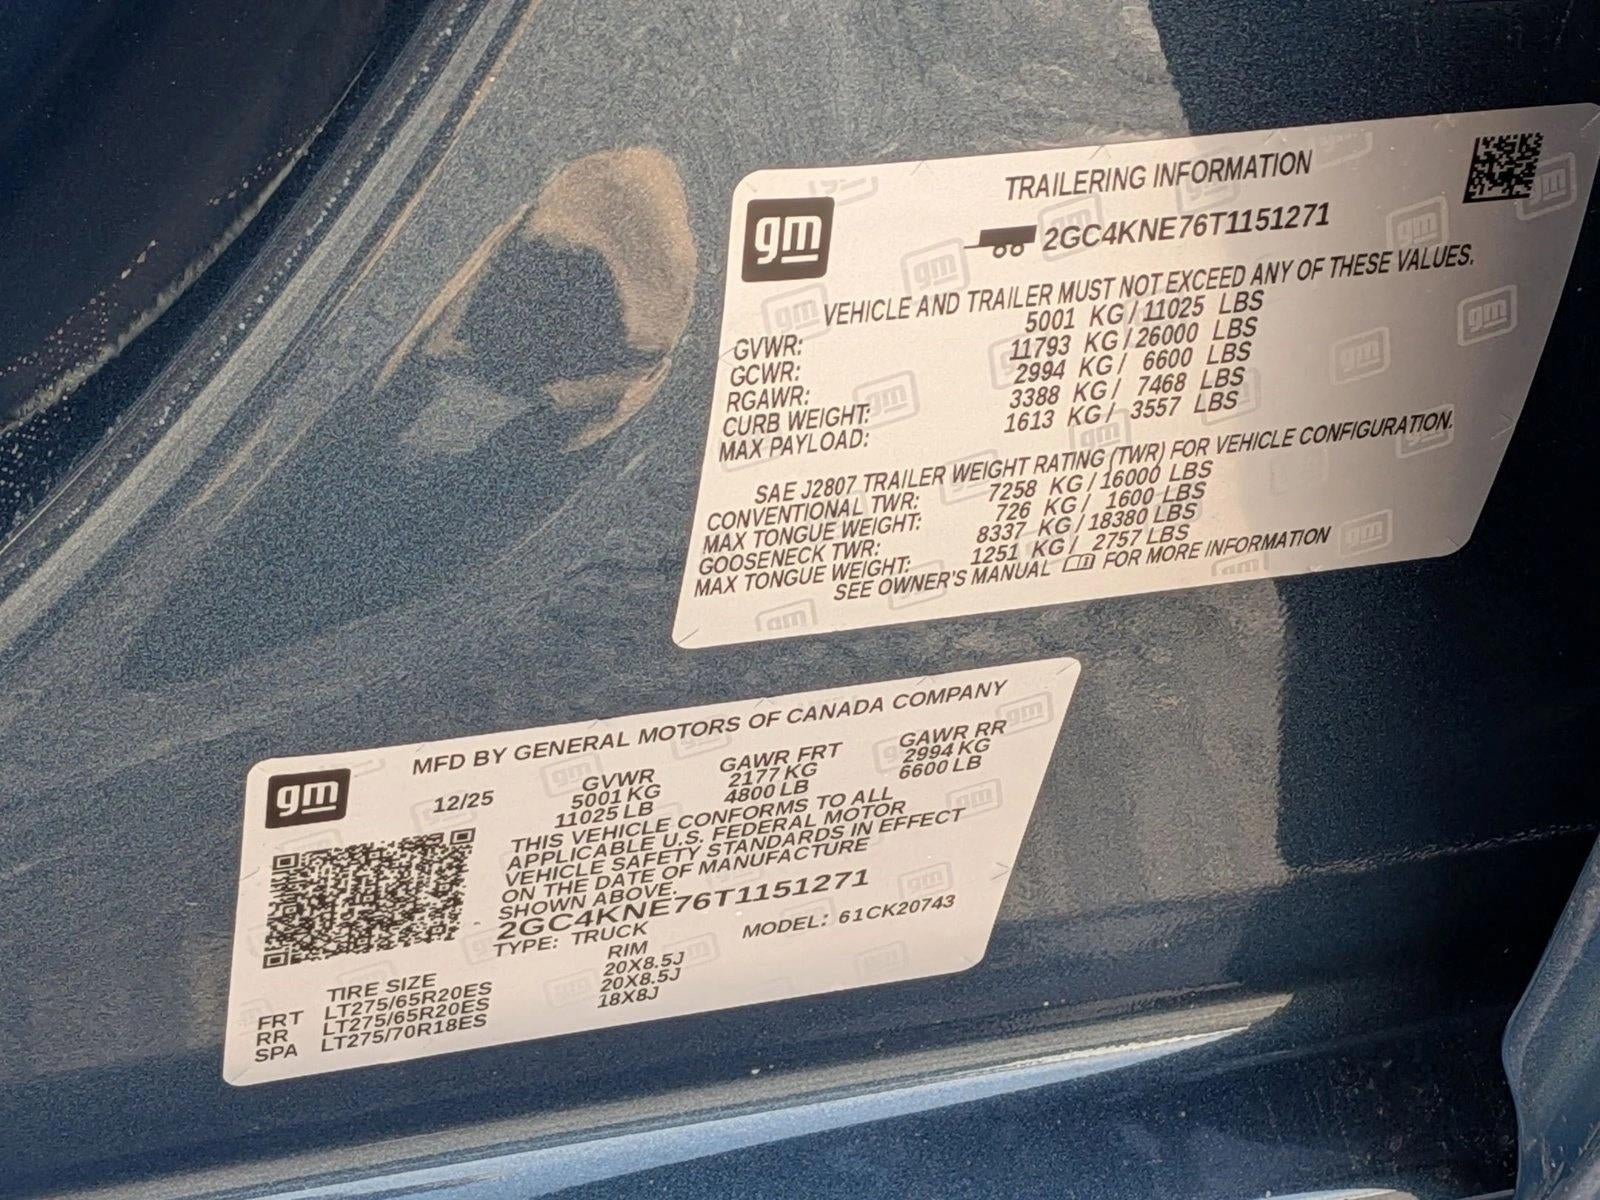 gm
TRAILERING INFORMATION
2GC4KNE76T1151271
VEHICLE AND TRAILER MUST NOT EXCEED ANY OF THESE VALUES.
GVWR: 5001 KG/11025 LBS
GCWR: 11793 KG/26000 LBS
RGAWR: 2994 KG/ 6600 LBS
CURB WEIGHT: 3388 KG/ 7468 LBS
MAX PAYLOAD: 1613 KG/ 3557 LBS
SAE J2807 TRAILER WEIGHT RATING (TWR) FOR VEHICLE CONFIGURATION.
CONVENTIONAL TWR: 7258 KG/16000 LBS
MAX TONGUE WEIGHT: 726 KG/ 1600 LBS
GOOSENECK TWR: 8337 KG/18380 LBS
MAX TONGUE WEIGHT: 1251 KG/ 2757 LBS
SEE OWNER'S MANUAL FOR MORE INFORMATION
gm
MFD BY GENERAL MOTORS OF CANADA COMPANY
12/25 GVWR GAWR FRT GAWR RR
5001 KG 2177 KG 2994 KG
11025 LB 4800 LB 6600 LB
THIS VEHICLE CONFORMS TO ALL
APPLICABLE U.S. FEDERAL MOTOR
VEHICLE SAFETY STANDARDS IN EFFECT
ON THE DATE OF MANUFACTURE
SHOWN ABOVE.
2GC4KNE76T1151271
TYPE: TRUCK MODEL: 61CK20743
TIRE SIZE RIM
FRT LT275/65R20ES 20X8.5J
RR LT275/65R20ES 20X8.5J
SPA LT275/70R18ES 18X8J